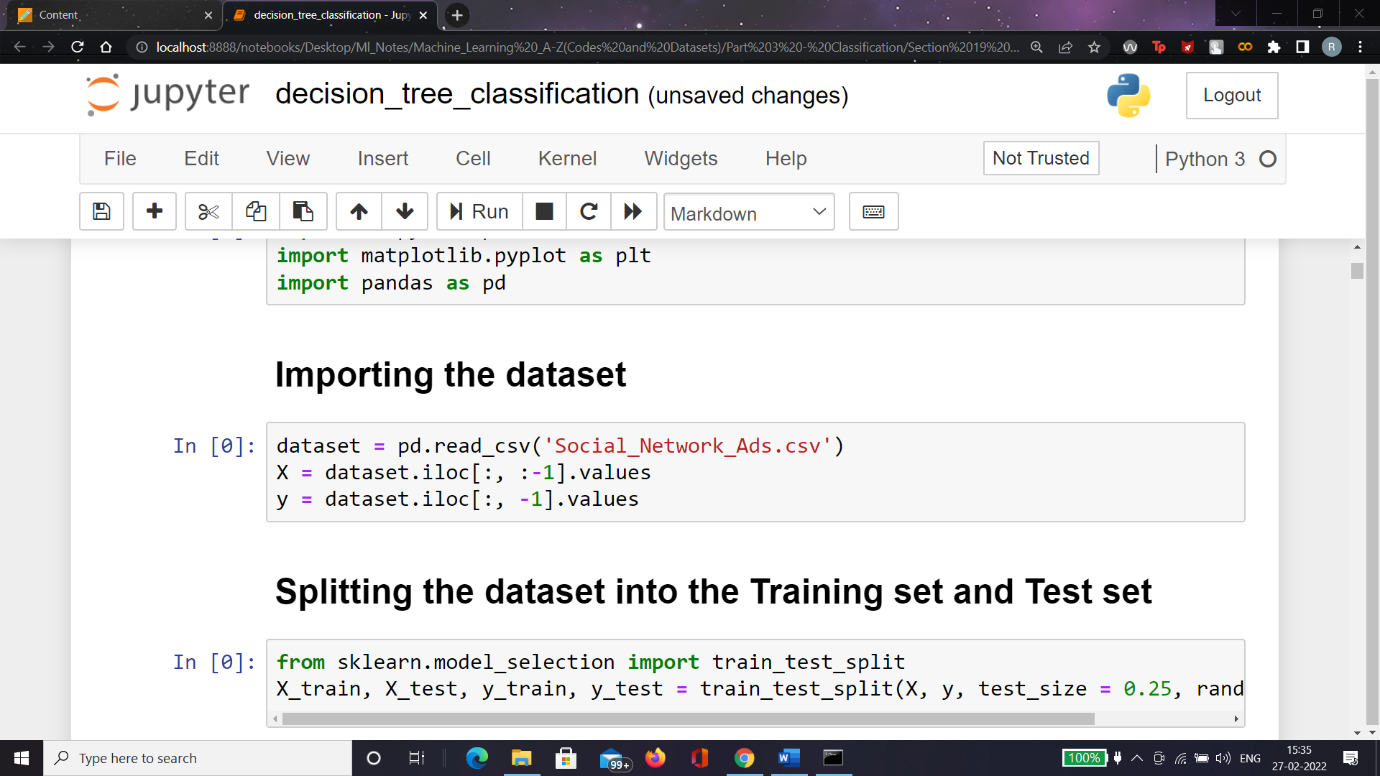 Content
decision_tree_classification - Jup
localhost:8888/notebooks/Desktop/Ml_Notes/Machine_Learning%20_A-Z(Codes%20and%20Datasets)/Part%203%20-%20Classification/Section%2019%20...
R
jupyter decision_tree_classification (unsaved changes)
Logout
File Edit View Insert Cell Kernel Widgets Help
Not Trusted
Python 3
Run
Markdown
import matplotlib.pyplot as plt
import pandas as pd
Importing the dataset
In [0]:
dataset = pd.read_csv('Social_Network_Ads.csv')
X = dataset.iloc[:, :-1].values
y = dataset.iloc[:, -1].values
Splitting the dataset into the Training set and Test set
In [0]:
from sklearn.model_selection import train_test_split
X_train, X_test, y_train, y_test = train_test_split(X, y, test_size = 0.25, rand
Type here to search
99+
100%
ENG
15:35
27-02-2022